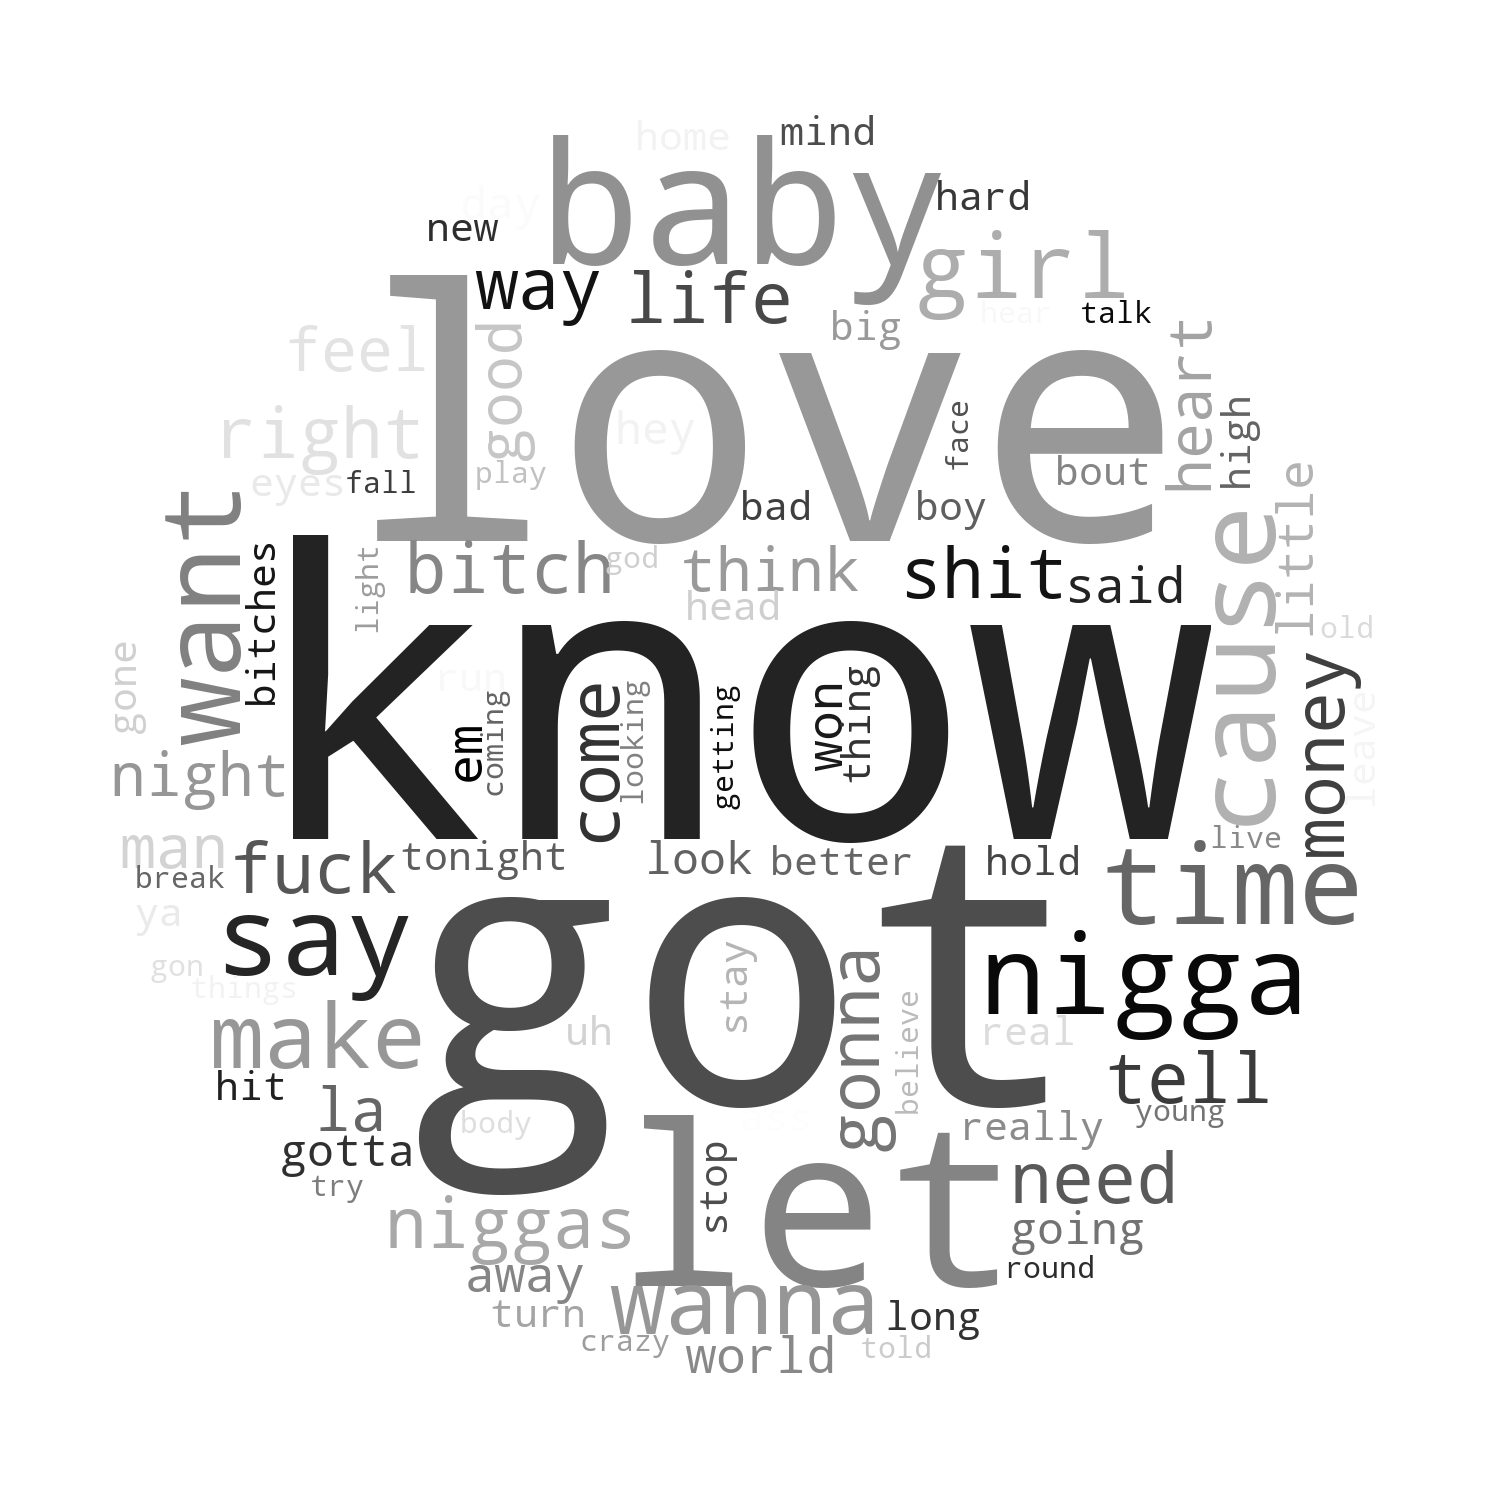 home
mind
baby
day
hard
new
girl
way
life
big
hear
talk
love
feel
good
heart
right
hey
face
high
eyes
fall
play
bad
boy
bout
little
want
bitches
light
bitch
god
think
head
shit
said
cause
old
know
gone
run
em
coming
come
looking
getting
won
thing
money
leave
night
man
break
fuck
tonight
look
better
hold
live
time
ya
say
got
gon
things
stay
gonna
believe
nigga
make
uh
real
hit
la
tell
young
gotta
body
really
try
let
stop
need
niggas
going
away
round
turn
wanna
long
crazy
world
told